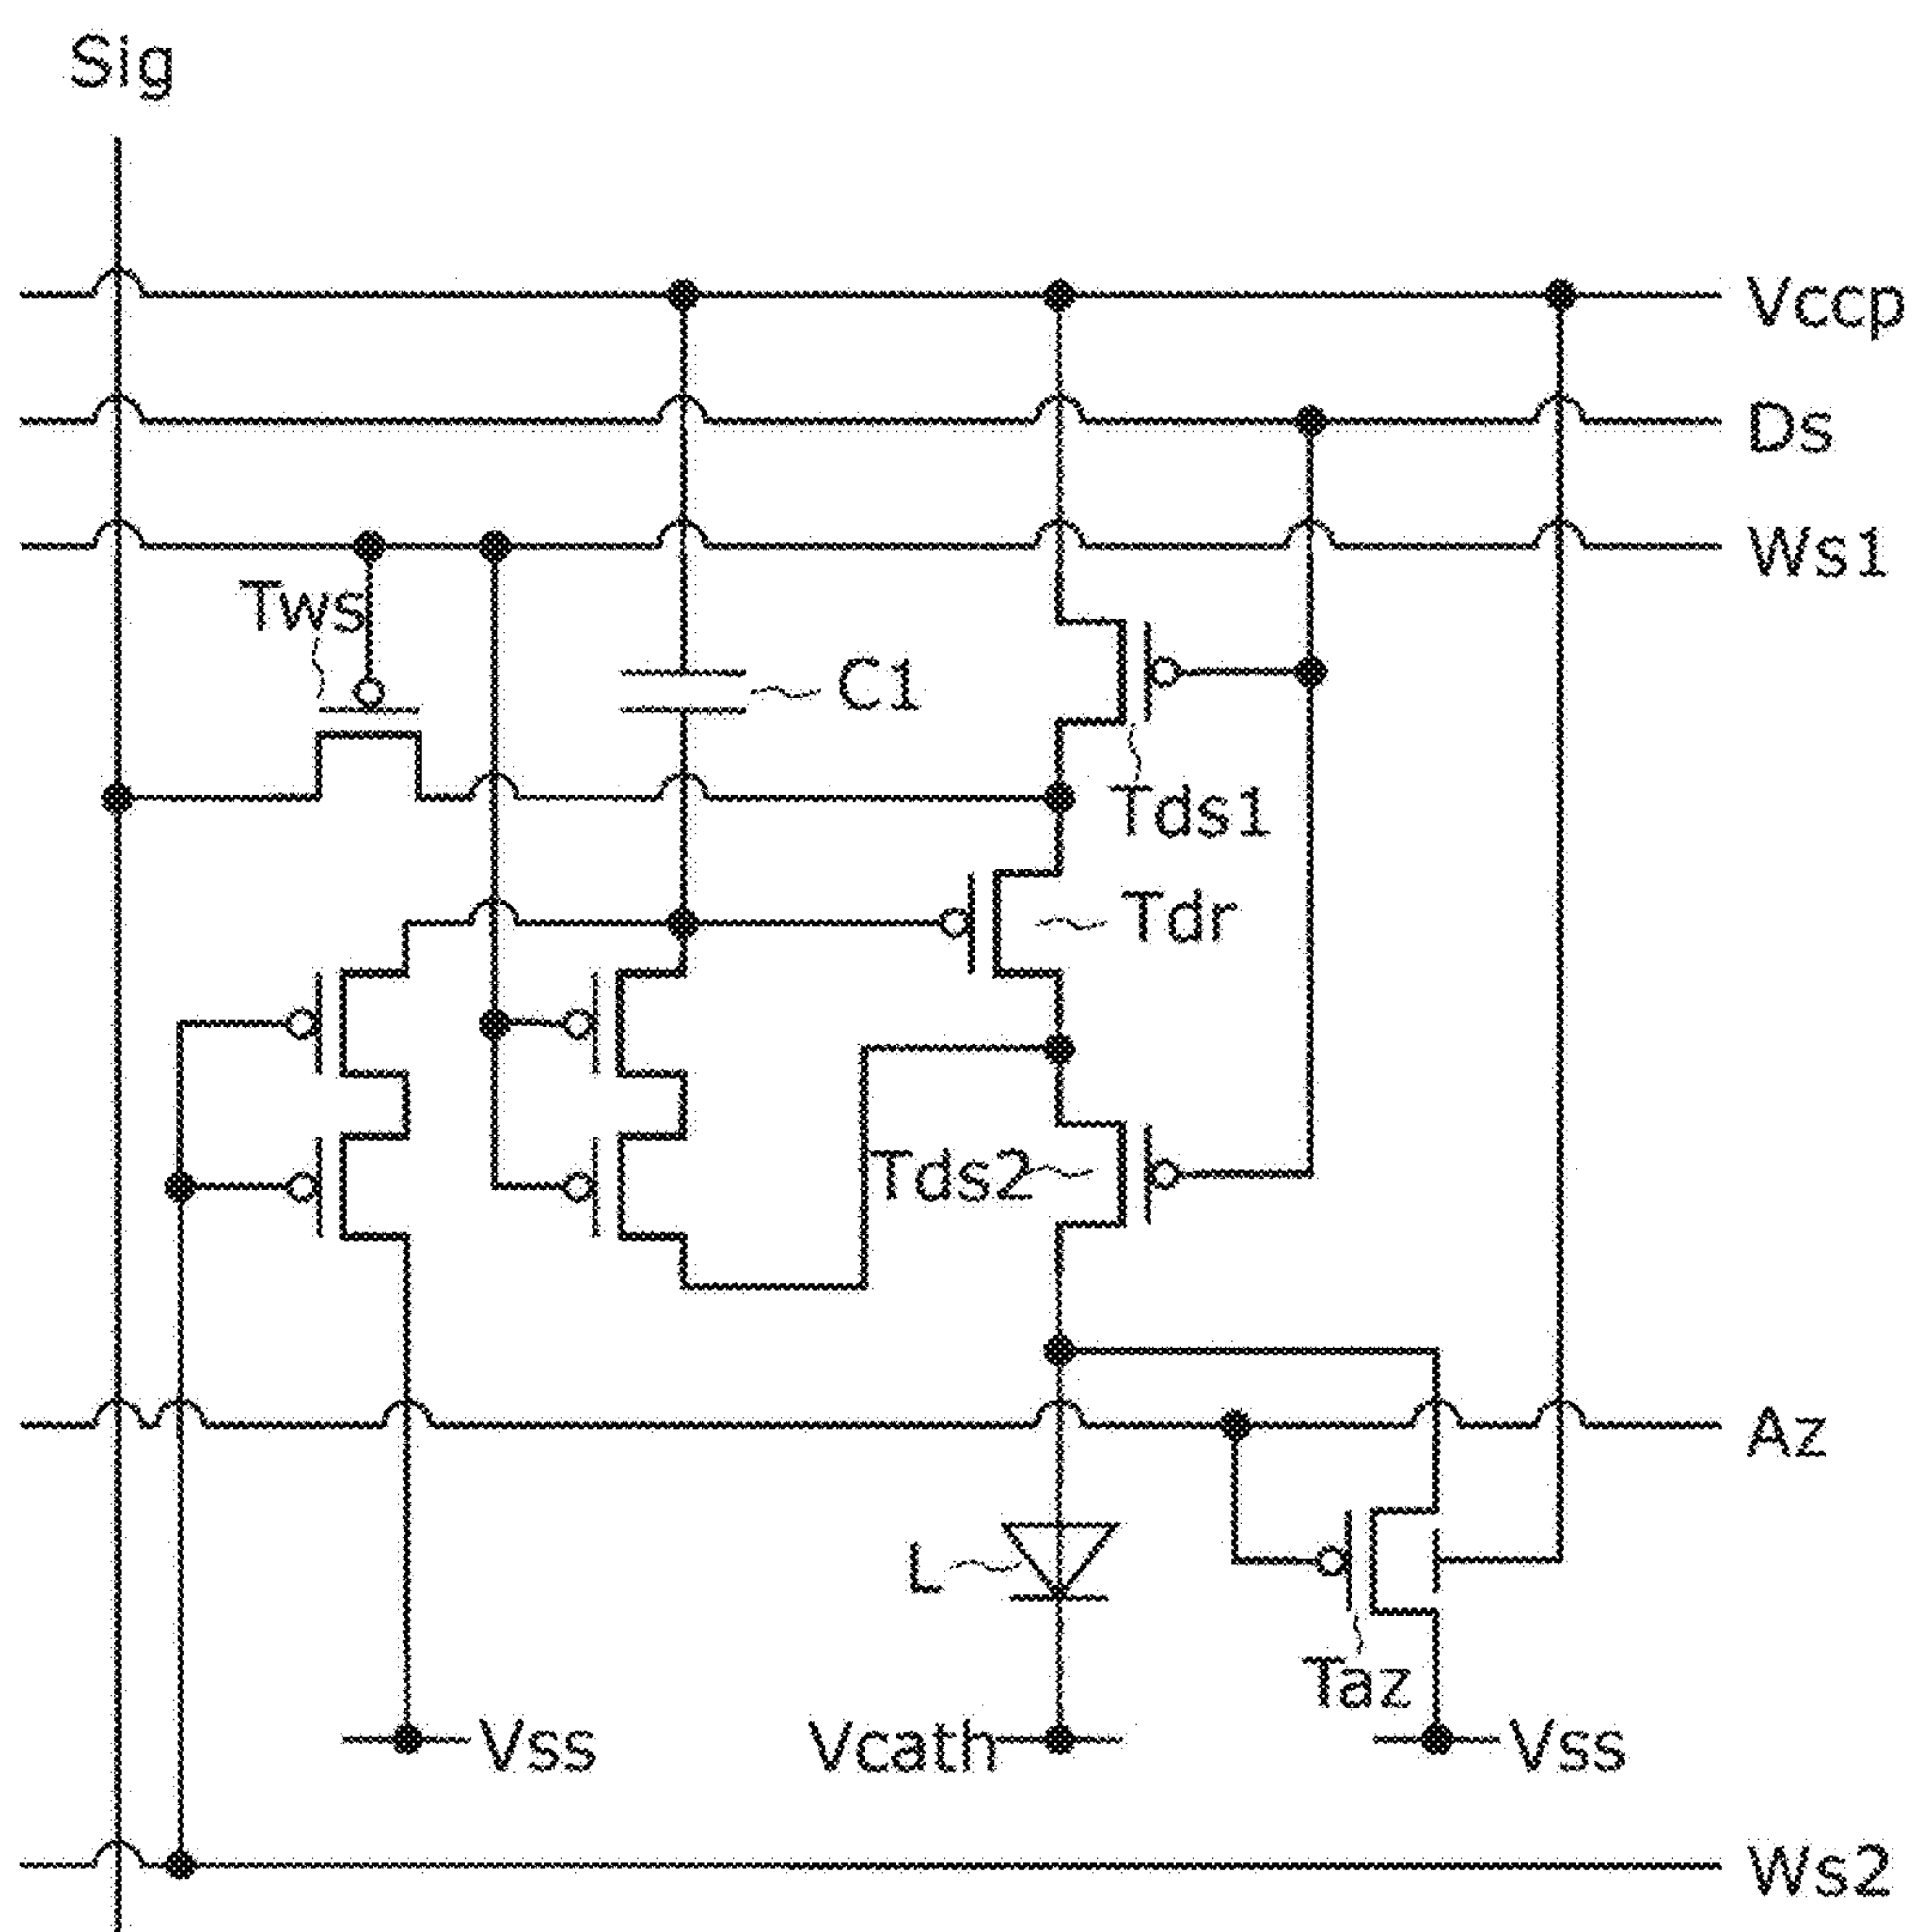 Sig
Vccp
Ds
Ws1
Tws
C1
Tds1
Tdr
Tds2
Az
L
Taz
Vss
Vcath
Vss
Ws2